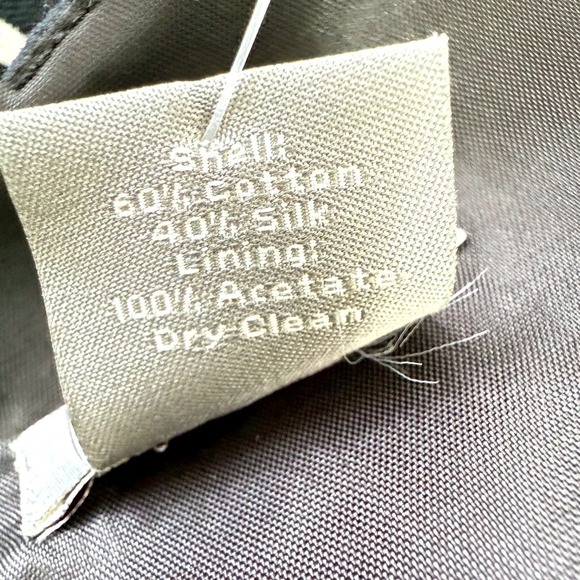 Shell:
60% Cotton
40% Silk
Lining:
100% Acetate
Dry Clean